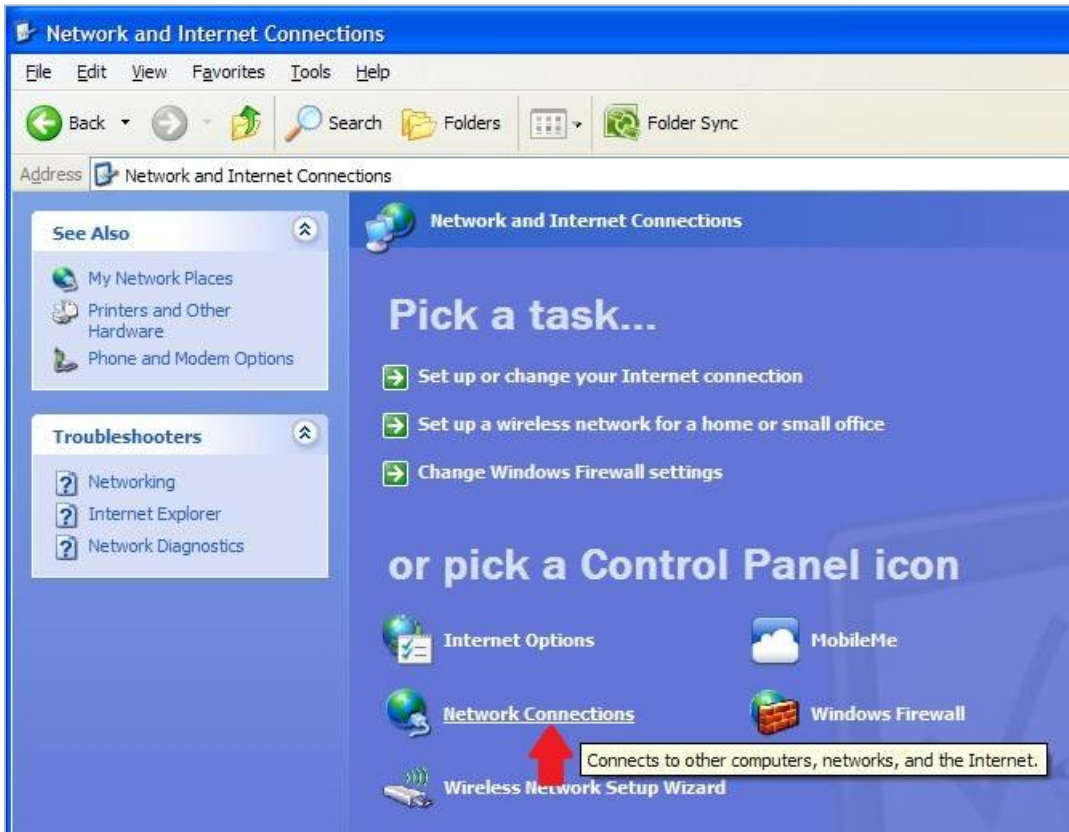 Network and Internet Connections
File Edit View Favorites Tools Help
Back Search Folders Folder Sync
Address Network and Internet Connections
See Also
My Network Places
Printers and Other
Hardware
Phone and Modem Options
Troubleshooters
Networking
Internet Explorer
Network Diagnostics
Network and Internet Connections
Pick a task...
Set up or change your Internet connection
Set up a wireless network for a home or small office
Change Windows Firewall settings
or pick a Control Panel icon
Internet Options MobileMe
Network Connections Windows Firewall
Connects to other computers, networks, and the Internet.
Wireless Network Setup Wizard